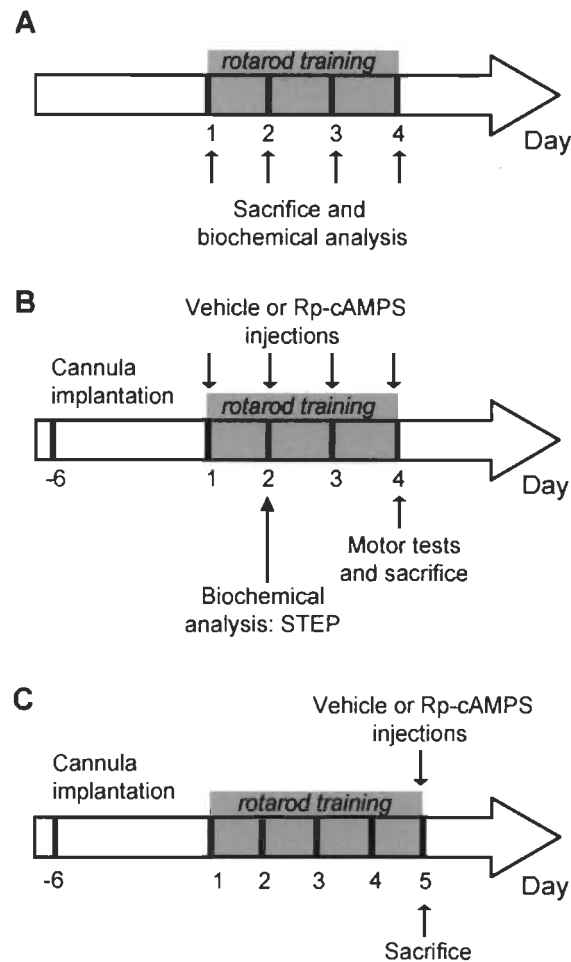 A
rotarod training
1 2 3 4
Day
Sacrifice and
biochemical analysis
B
Vehicle or Rp-cAMPS
injections
Cannula
implantation
rotarod training
-6 1 2 3 4
Day
Motor tests
and sacrifice
Biochemical
analysis: STEP
C
Vehicle or Rp-cAMPS
injections
Cannula
implantation
rotarod training
-6 1 2 3 4 5
Day
Sacrifice